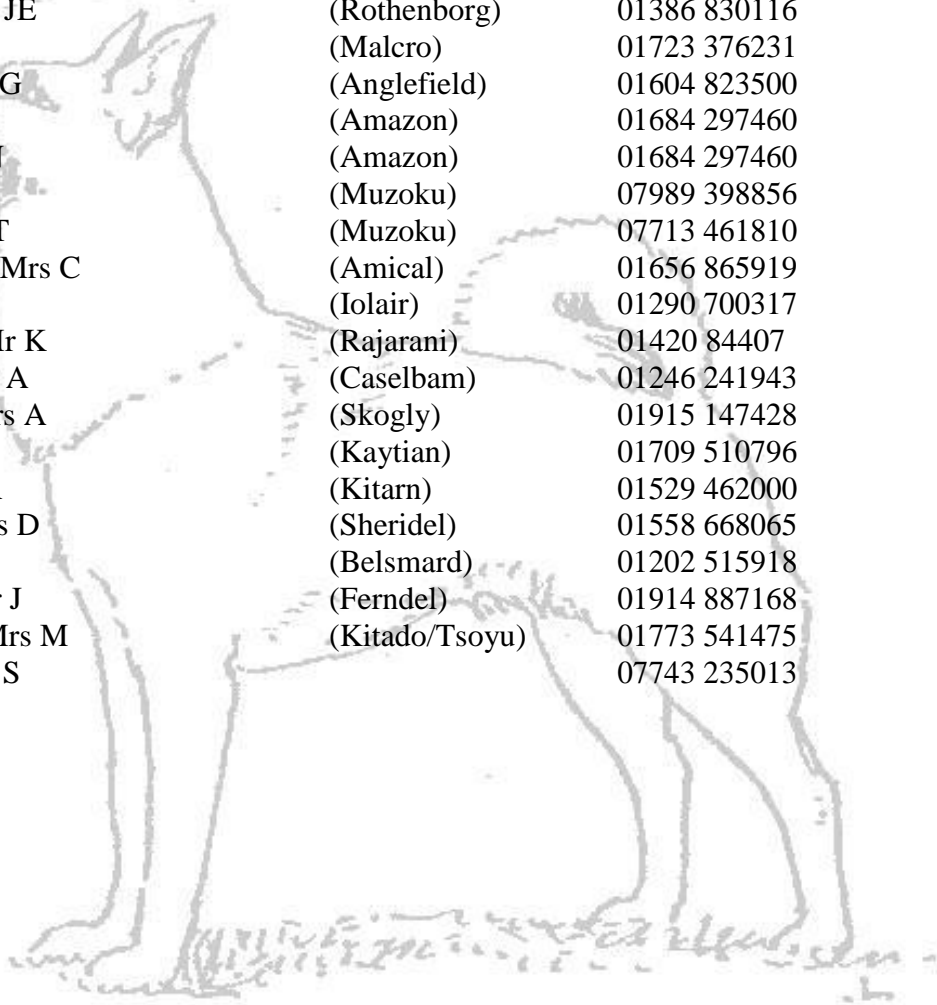 JE (Rothenborg) 01386 830116
(Malcro) 01723 376231
G (Anglefield) 01604 823500
(Amazon) 01684 297460
(Amazon) 01684 297460
(Muzoku) 07989 398856
T (Muzoku) 07713 461810
Mrs C (Amical) 01656 865919
(Iolair) 01290 700317
K (Rajarani) 01420 84407
A (Caselbam) 01246 241943
A (Skogly) 01915 147428
(Kaytian) 01709 510796
(Kitarn) 01529 462000
D (Sheridel) 01558 668065
(Belsmard) 01202 515918
J (Ferndel) 01914 887168
Mrs M (Kitado/Tsoyu) 01773 541475
S 07743 235013